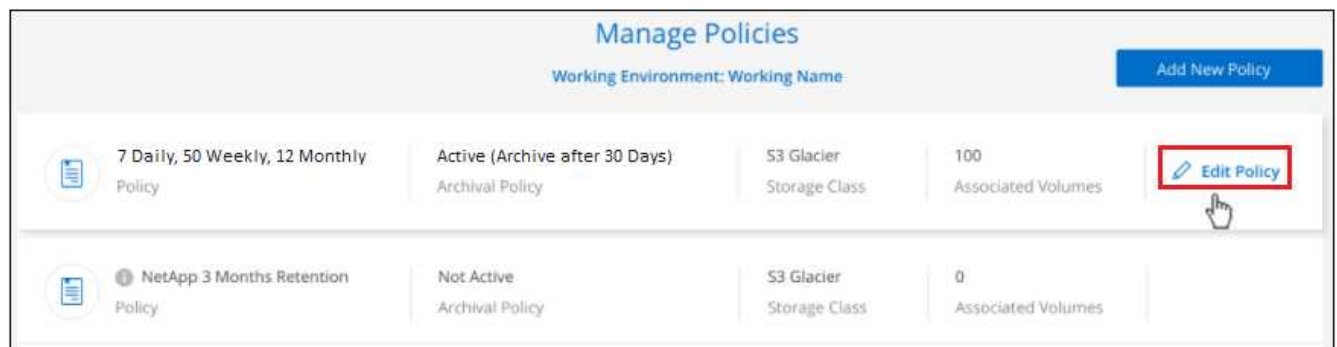 Manage Policies
Working Environment: Working Name
Add New Policy
7 Daily, 50 Weekly, 12 Monthly
Policy
Active (Archive after 30 Days)
Archival Policy
S3 Glacier
Storage Class
100
Associated Volumes
Edit Policy
NetApp 3 Months Retention
Policy
Not Active
Archival Policy
S3 Glacier
Storage Class
0
Associated Volumes